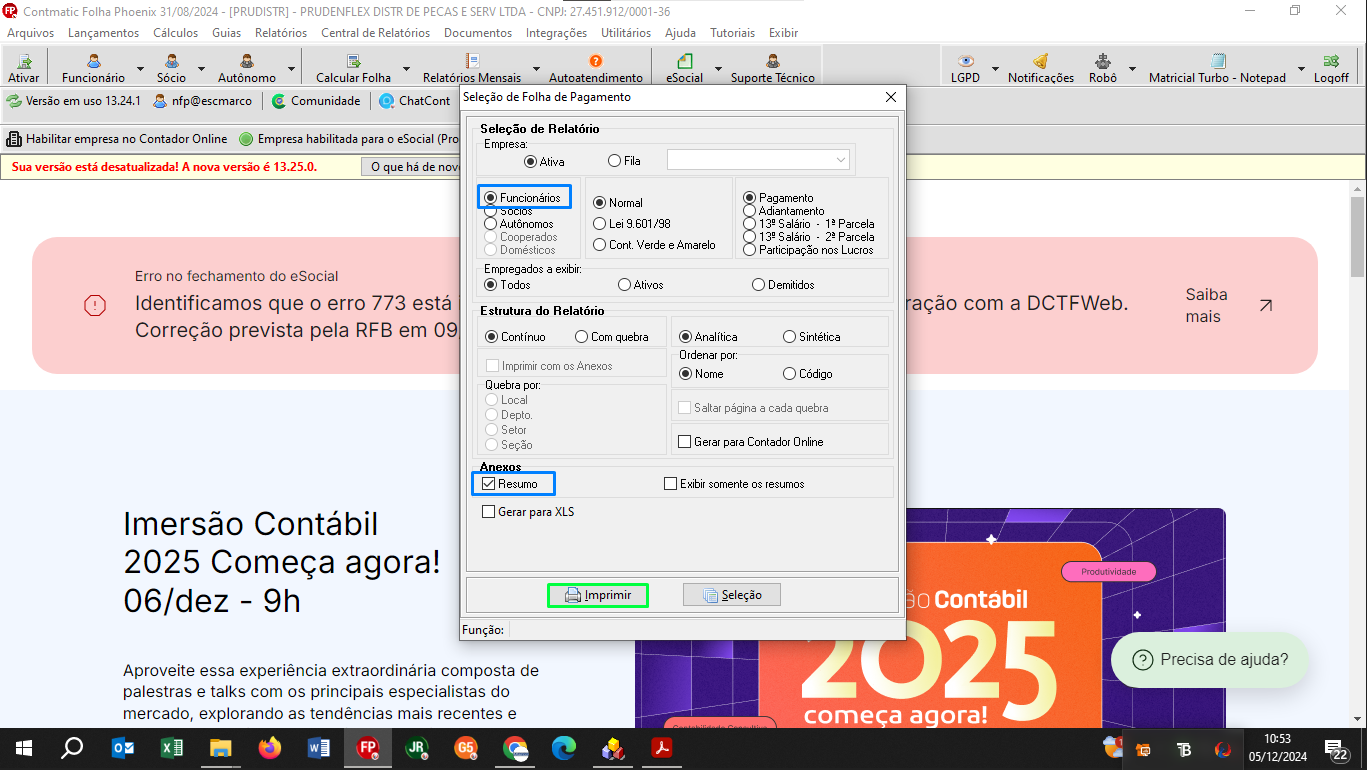 Contmatic Folha Phoenix 31/08/2024 - [PRUDISTR] - PRUDENFLEX DISTR DE PECAS E SERV LTDA - CNPJ: 27.451.912/0001-36
Arquivos Lançamentos Cálculos Guias Relatórios Central de Relatórios Documentos Integrações Utilitários Ajuda Tutoriais Exibir
Ativar Funcionário Sócio Autônomo Calcular Folha Relatórios Mensais Autoatendimento eSocial Suporte Técnico LGPD Notificações Robô Matricial Turbo - Notepad Logoff
Versão em uso 13.24.1 nfp@escmarco Comunidade ChatCont
Habilitar empresa no Contador Online Empresa habilitada para o eSocial (Pro
Sua versão está desatualizada! A nova versão é 13.25.0. O que há de nov
Erro no fechamento do eSocial
Identificamos que o erro 773 está
ração com a DCTFWeb.
Correção prevista pela RFB em 09
Saiba
mais
Imersão Contábil
2025 Começa agora!
06/dez - 9h
Aproveite essa experiência extraordinária composta de
palestras e talks com os principais especialistas do
mercado, explorando as tendências mais recentes e
Seleção de Folha de Pagamento
Seleção de Relatório
Empresa:
Ativa Fila
Funcionários
Sócios
Autônomos
Cooperados
Domésticos
Normal
Lei 9.601/98
Cont. Verde e Amarelo
Pagamento
Adiantamento
13º Salário - 1ª Parcela
13º Salário - 2ª Parcela
Participação nos Lucros
Empregados a exibir:
Todos Ativos Demitidos
Estrutura do Relatório
Contínuo Com quebra
Analítica Sintética
Imprimir com os Anexos
Ordenar por:
Nome Código
Quebra por:
Local
Depto.
Setor
Seção
Saltar página a cada quebra
Gerar para Contador Online
Anexos
Resumo Exibir somente os resumos
Gerar para XLS
Imprimir Seleção
Função:
Produtividade
ão Contábil
2025
começa agora!
Contabilidade Consultiva
Precisa de ajuda?
FP JR G5
10:53
05/12/2024
22